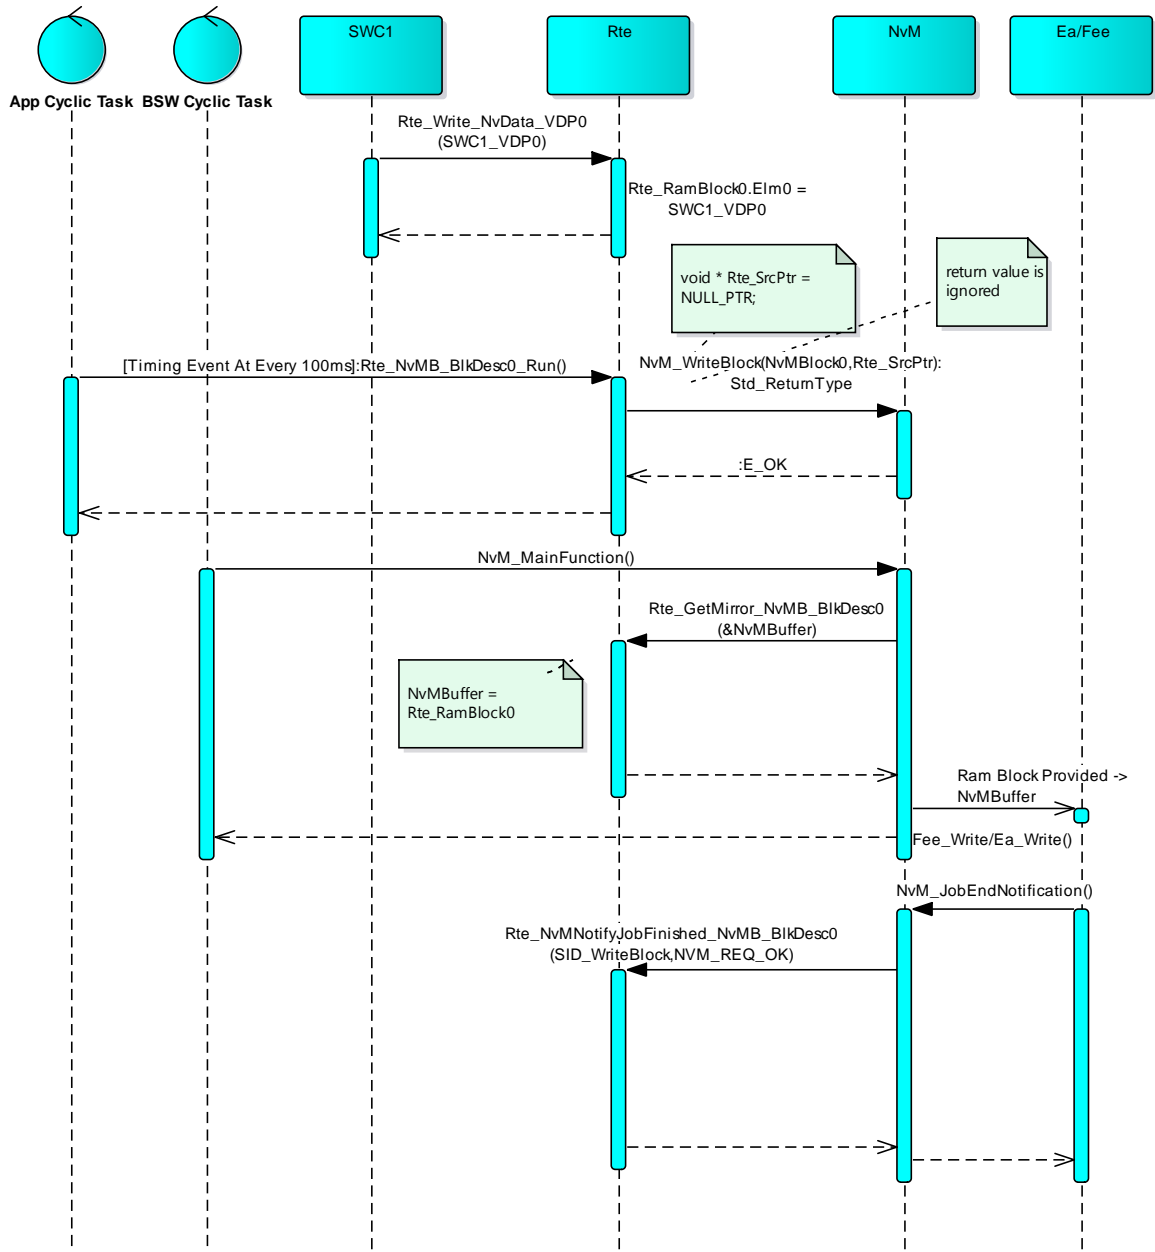 SWC1
Rte
NvM
Ea/Fee
App Cyclic Task
BSW Cyclic Task
Rte_Write_NvData_VDP0
(SWC1_VDP0)
Rte_RamBlock0.Elm0 =
SWC1_VDP0
void * Rte_SrcPtr =
NULL_PTR;
return value is
ignored
[Timing Event At Every 100ms]:Rte_NvMB_BlkDesc0_Run()
NvM_WriteBlock(NvMBlock0,Rte_SrcPtr):
Std_ReturnType
:E_OK
NvM_MainFunction()
Rte_GetMirror_NvMB_BlkDesc0
(&NvMBuffer)
NvMBuffer =
Rte_RamBlock0
Ram Block Provided ->
NvMBuffer
Fee_Write/Ea_Write()
NvM_JobEndNotification()
Rte_NvMNotifyJobFinished_NvMB_BlkDesc0
(SID_WriteBlock,NVM_REQ_OK)